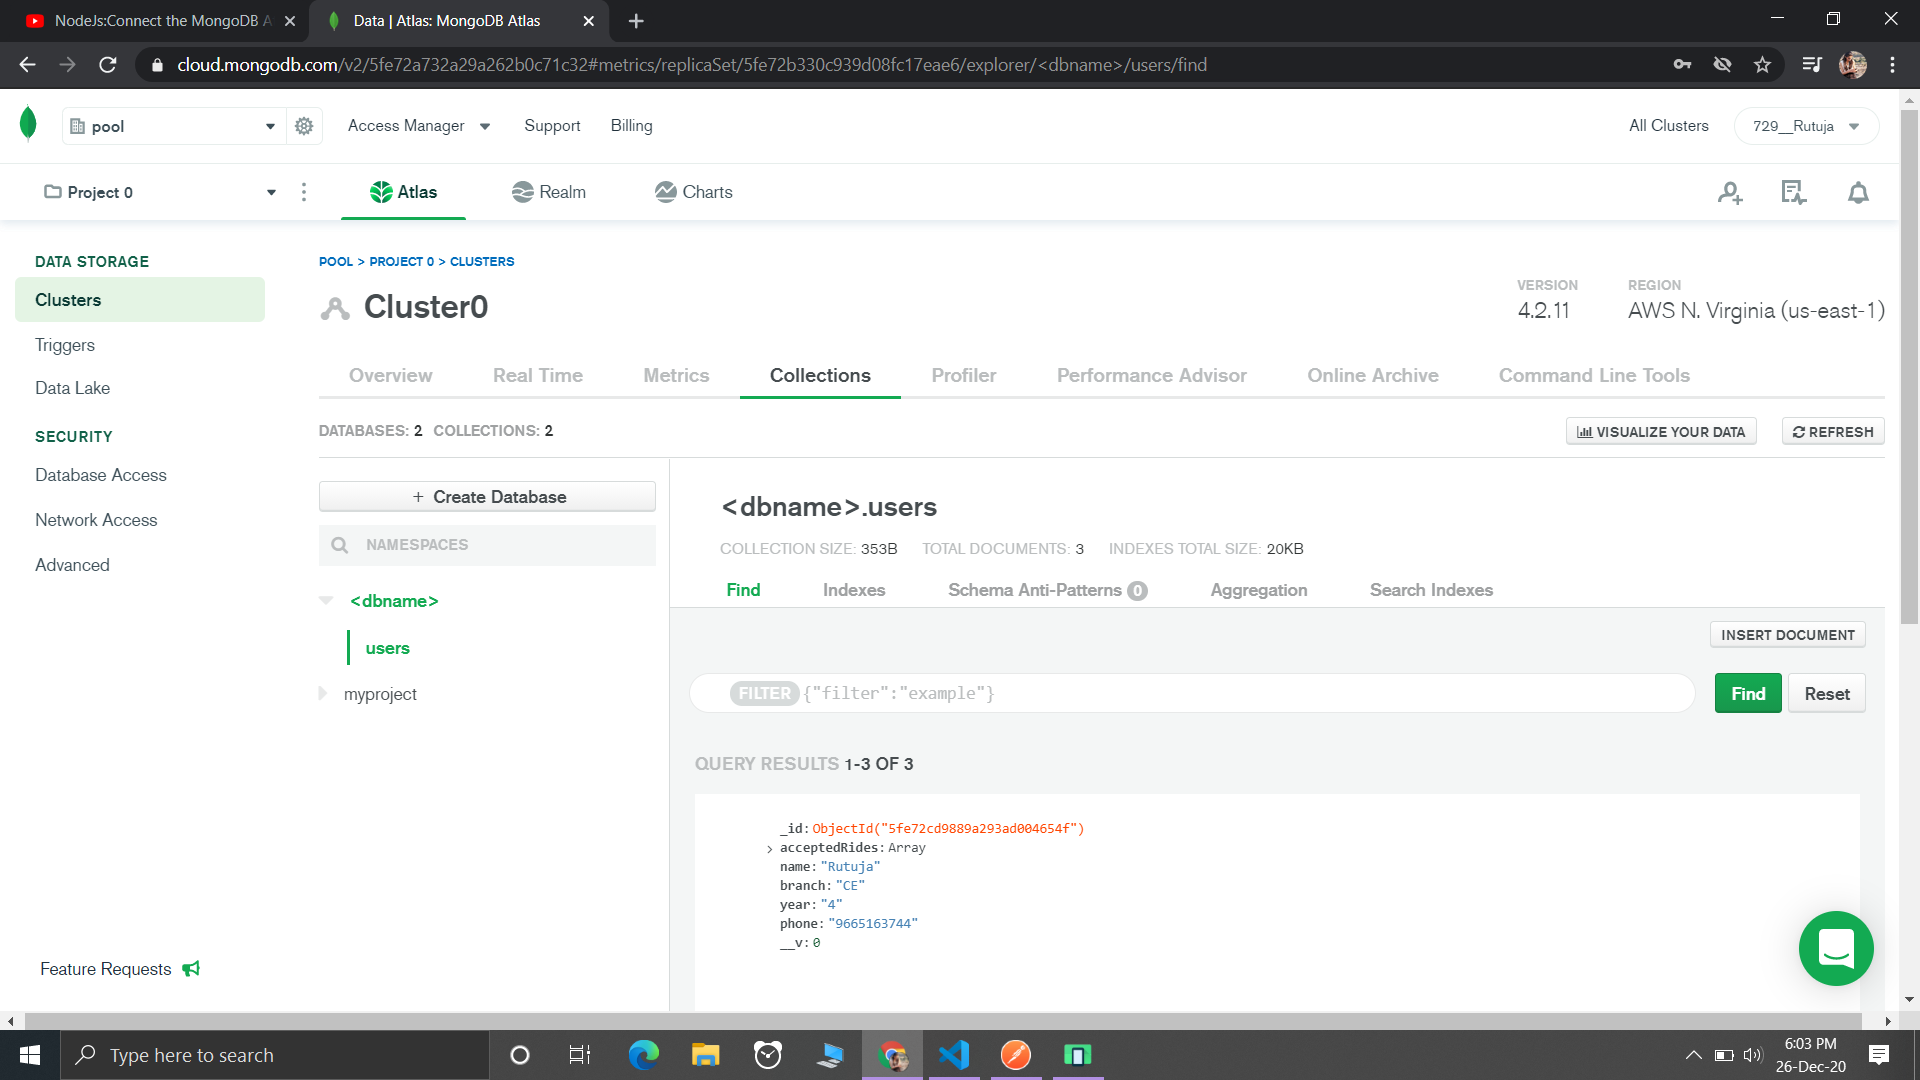 NodeJs:Connect the MongoDB A
Data | Atlas: MongoDB Atlas
cloud.mongodb.com/v2/5fe72a732a29a262b0c71c32#metrics/replicaSet/5fe72b330c939d08fc17eae6/explorer/<dbname>/users/find
pool
Access Manager
Support
Billing
All Clusters
729__Rutuja
Project 0
Atlas
Realm
Charts
DATA STORAGE
Clusters
Triggers
Data Lake
SECURITY
Database Access
Network Access
Advanced
Feature Requests
POOL > PROJECT 0 > CLUSTERS
Cluster0
VERSION
4.2.11
REGION
AWS N. Virginia (us-east-1)
Overview
Real Time
Metrics
Collections
Profiler
Performance Advisor
Online Archive
Command Line Tools
DATABASES: 2 COLLECTIONS: 2
VISUALIZE YOUR DATA
REFRESH
+ Create Database
NAMESPACES
<dbname>
users
myproject
<dbname>.users
COLLECTION SIZE: 353B TOTAL DOCUMENTS: 3 INDEXES TOTAL SIZE: 20KB
Find
Indexes
Schema Anti-Patterns 0
Aggregation
Search Indexes
INSERT DOCUMENT
FILTER {"filter":"example"}
Find
Reset
QUERY RESULTS 1-3 OF 3
_id: ObjectId("5fe72cd9889a293ad004654f")
acceptedRides: Array
name: "Rutuja"
branch: "CE"
year: "4"
phone: "9665163744"
__v: 0
Type here to search
6:03 PM
26-Dec-20